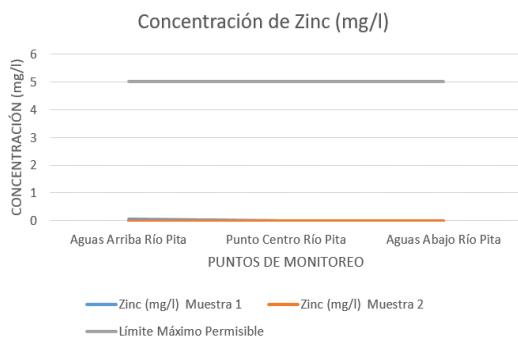 Concentración de Zinc (mg/l)
CONCENTRACIÓN (mg/l)
6
5
4
3
2
1
0
Aguas Arriba Río Pita Punto Centro Río Pita Aguas Abajo Río Pita
PUNTOS DE MONITOREO
Zinc (mg/l) Muestra 1 Zinc (mg/l) Muestra 2
Límite Máximo Permisible